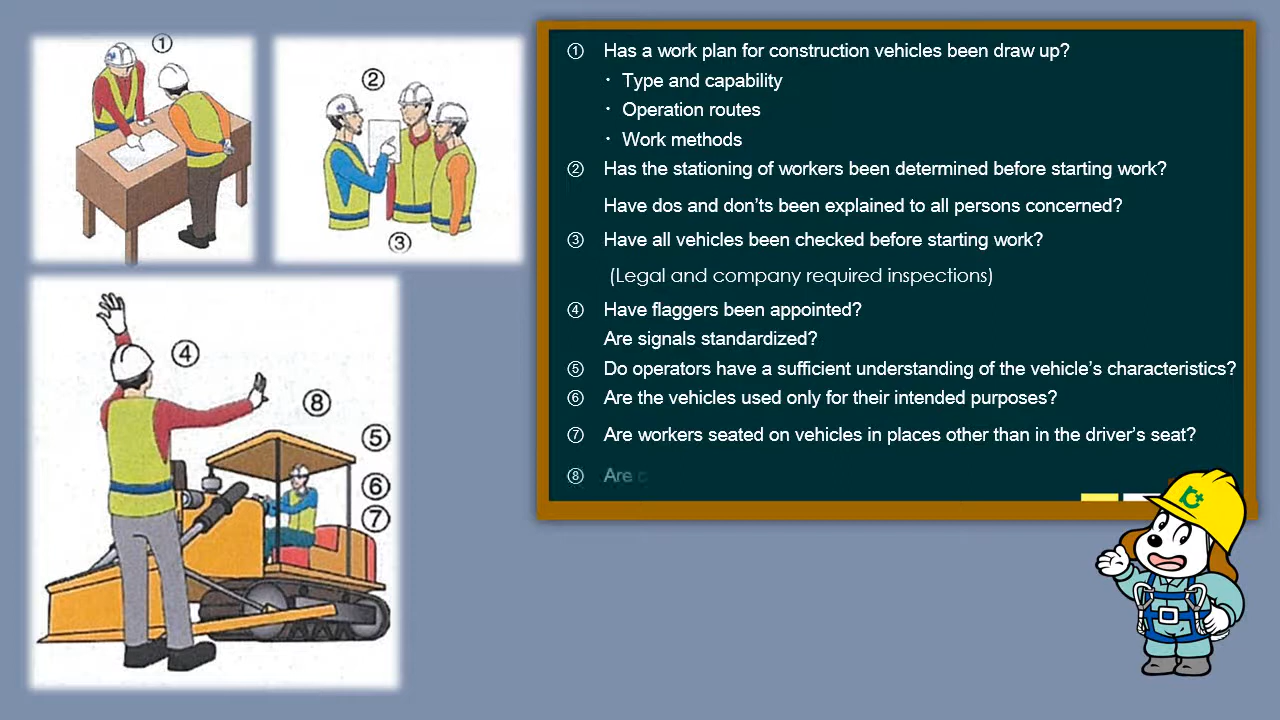 ①
②
③
④
⑧
⑤
⑥
⑦
① Has a work plan for construction vehicles been draw up?
・ Type and capability
・ Operation routes
・ Work methods
② Has the stationing of workers been determined before starting work?
Have dos and don'ts been explained to all persons concerned?
③ Have all vehicles been checked before starting work?
(Legal and company required inspections)
④ Have flaggers been appointed?
Are signals standardized?
⑤ Do operators have a sufficient understanding of the vehicle's characteristics?
⑥ Are the vehicles used only for their intended purposes?
⑦ Are workers seated on vehicles in places other than in the driver's seat?
⑧ Are